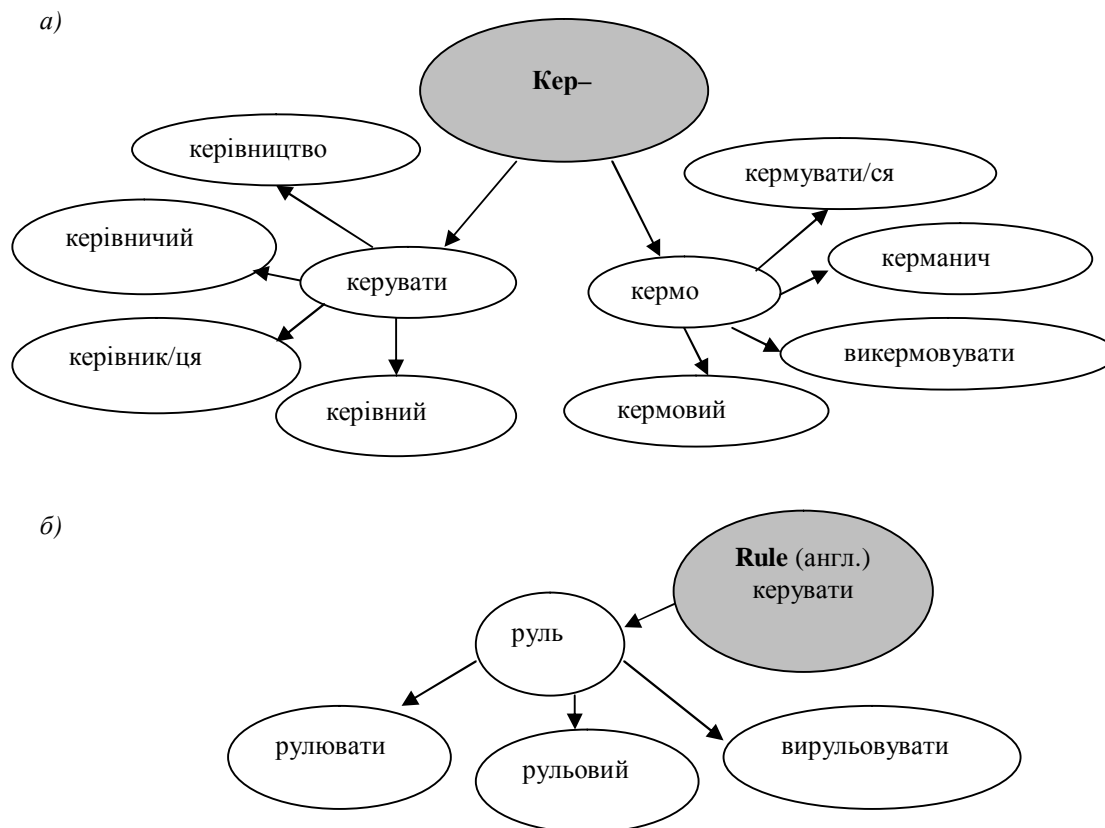 а)
Кер–
керівництво
кермувати/ся
керівничий
керманич
керувати
кермо
керівник/ця
викермовувати
керівний
кермовий
б)
Rule (англ.)
керувати
руль
рулювати
рульовий
вирульовувати